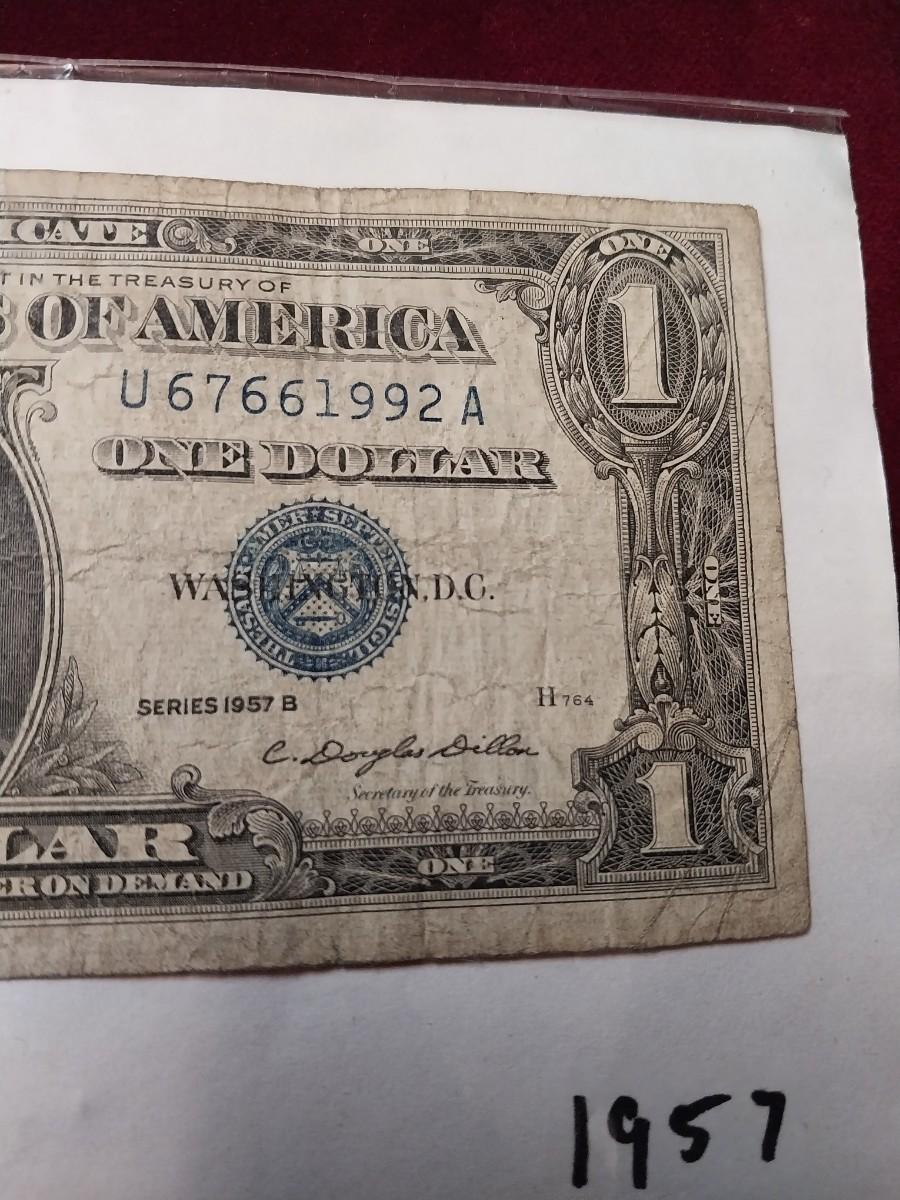 ICATE ONE
T IN THE TREASURY OF
ONE
1
S OF AMERICA
U 67661992 A
ONE DOLLAR
WASHINGTON, D.C.
ONE
SERIES 1957 B
H 764
C. Douglas Dillon
Secretary of the Treasury.
1
LAR
ONE
ER ON DEMAND
1957